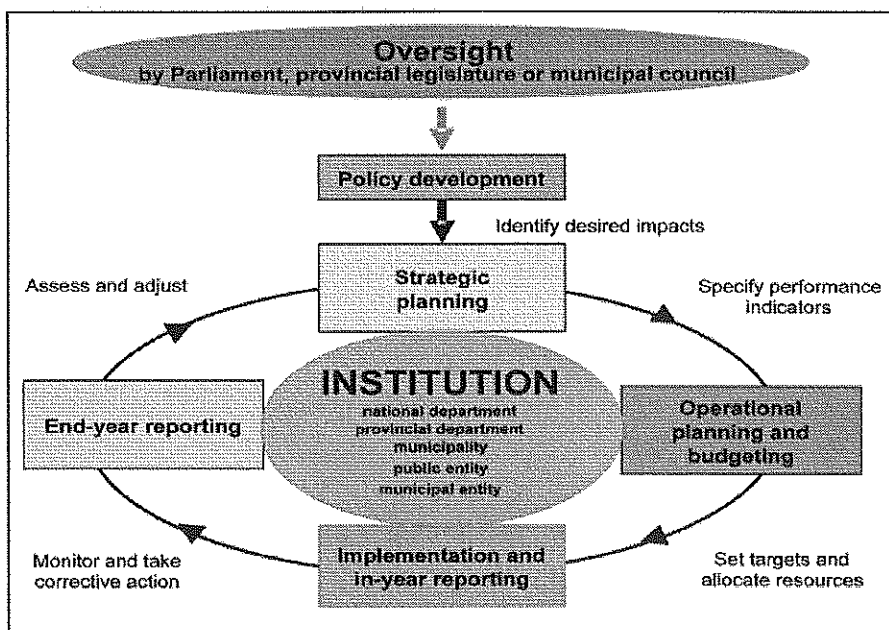 Oversight
by Parliament, provincial legislature or municipal council
Policy development
Identify desired impacts
Strategic
planning
Assess and adjust
Specify performance
indicators
INSTITUTION
national department
provincial department
municipality
public entity
municipal entity
End-year reporting
Operational
planning and
budgeting
Implementation and
in-year reporting
Monitor and take
corrective action
Set targets and
allocate resources